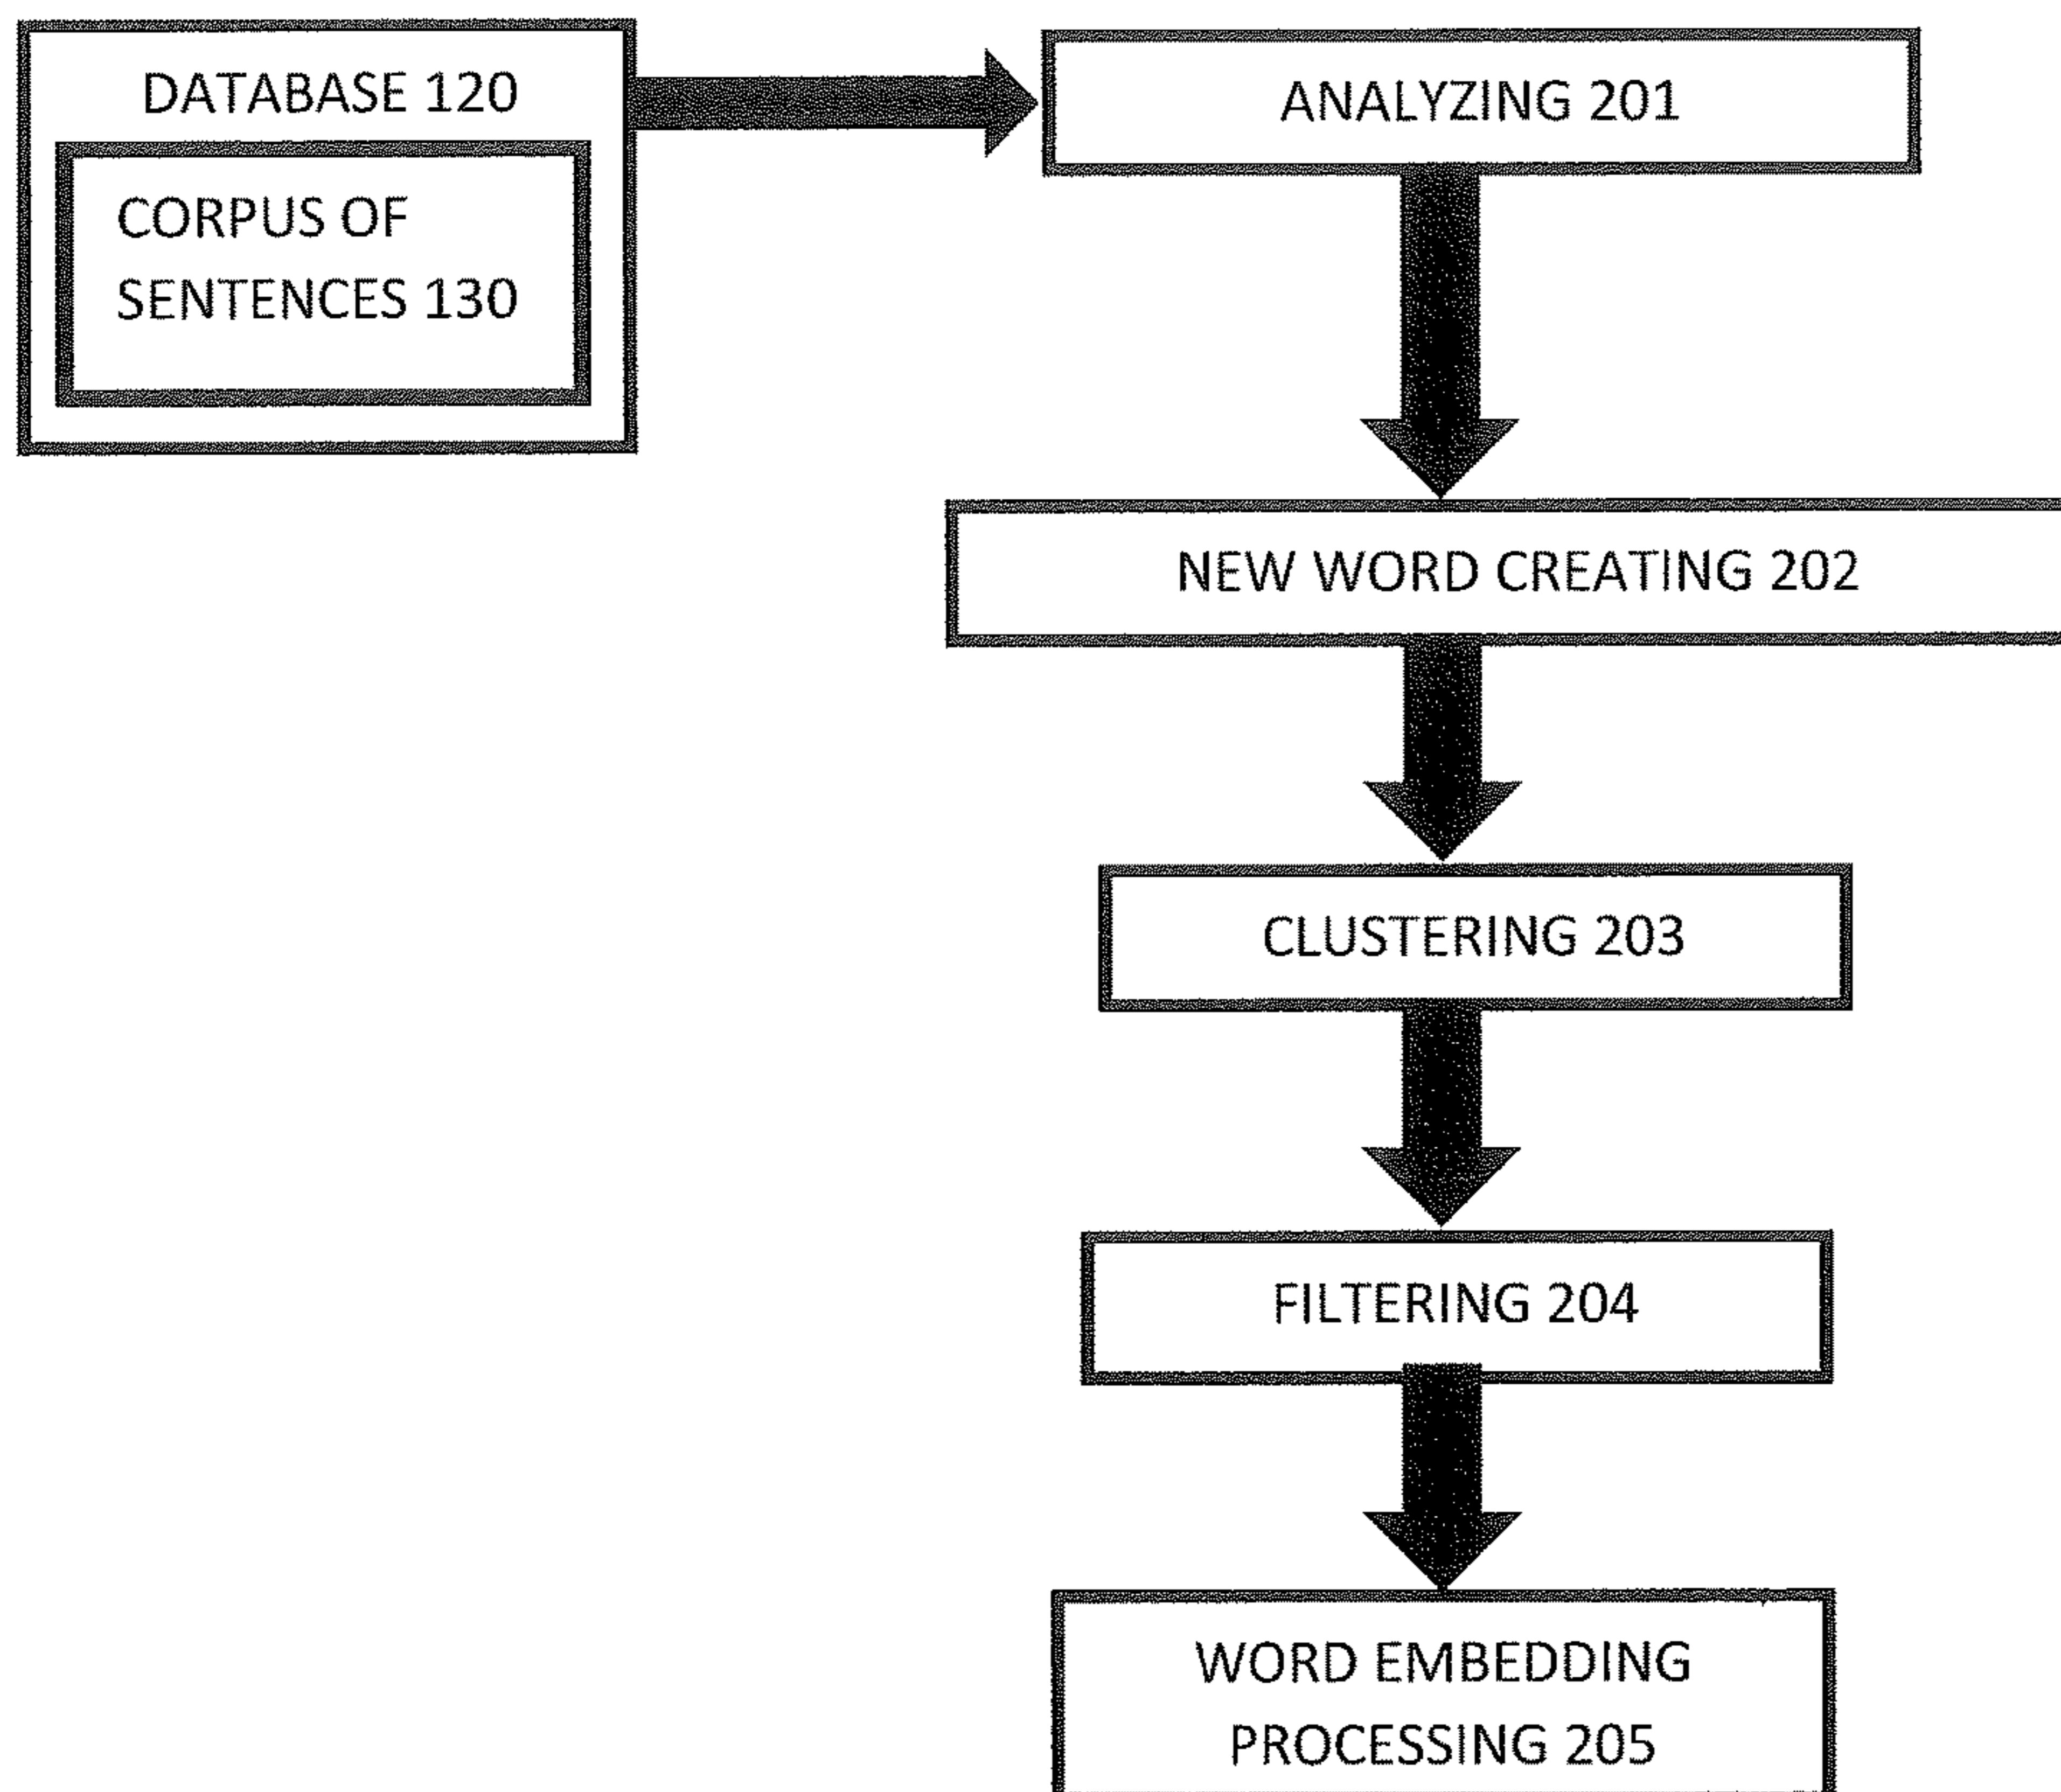 DATABASE 120
CORPUS OF
SENTENCES 130
ANALYZING 201
NEW WORD CREATING 202
CLUSTERING 203
FILTERING 204
WORD EMBEDDING
PROCESSING 205